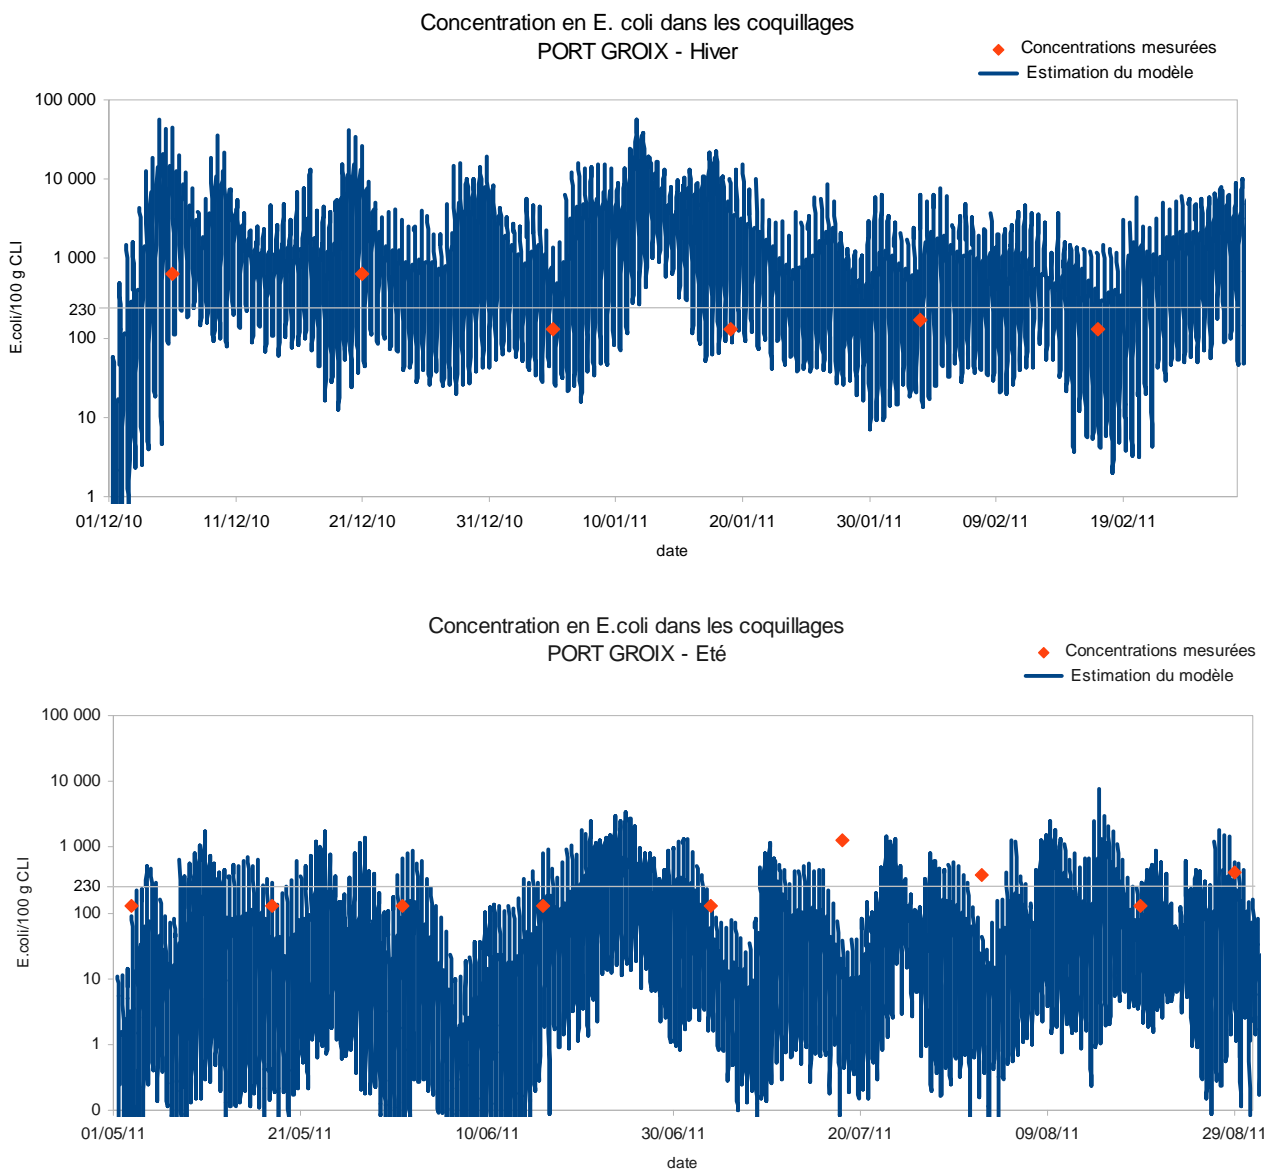 Concentration en E. coli dans les coquillages
PORT GROIX - Hiver
Concentrations mesurées
Estimation du modèle
100 000
10 000
1 000
230
100
10
1
E.coli/100 g CLI
01/12/10 11/12/10 21/12/10 31/12/10 10/01/11 20/01/11 30/01/11 09/02/11 19/02/11
date
Concentration en E.coli dans les coquillages
PORT GROIX - Eté
Concentrations mesurées
Estimation du modèle
100 000
10 000
1 000
230
100
10
1
0
E.coli/100 g CLI
01/05/11 21/05/11 10/06/11 30/06/11 20/07/11 09/08/11 29/08/11
date